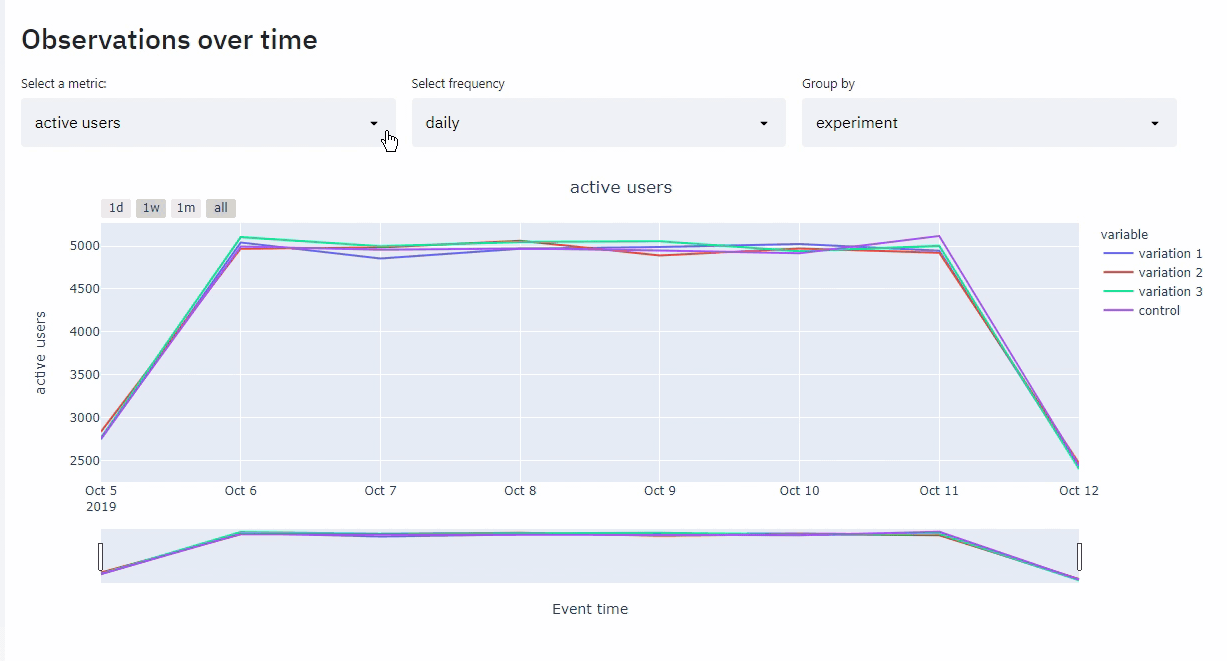 Observations over time
Select a metric:
Select frequency
Group by
active users
daily
experiment
active users
1d 1w 1m all
variable
variation 1
variation 2
variation 3
control
active users
5000
4500
4000
3500
3000
2500
Oct 5 Oct 6 Oct 7 Oct 8 Oct 9 Oct 10 Oct 11 Oct 12
2019
Event time